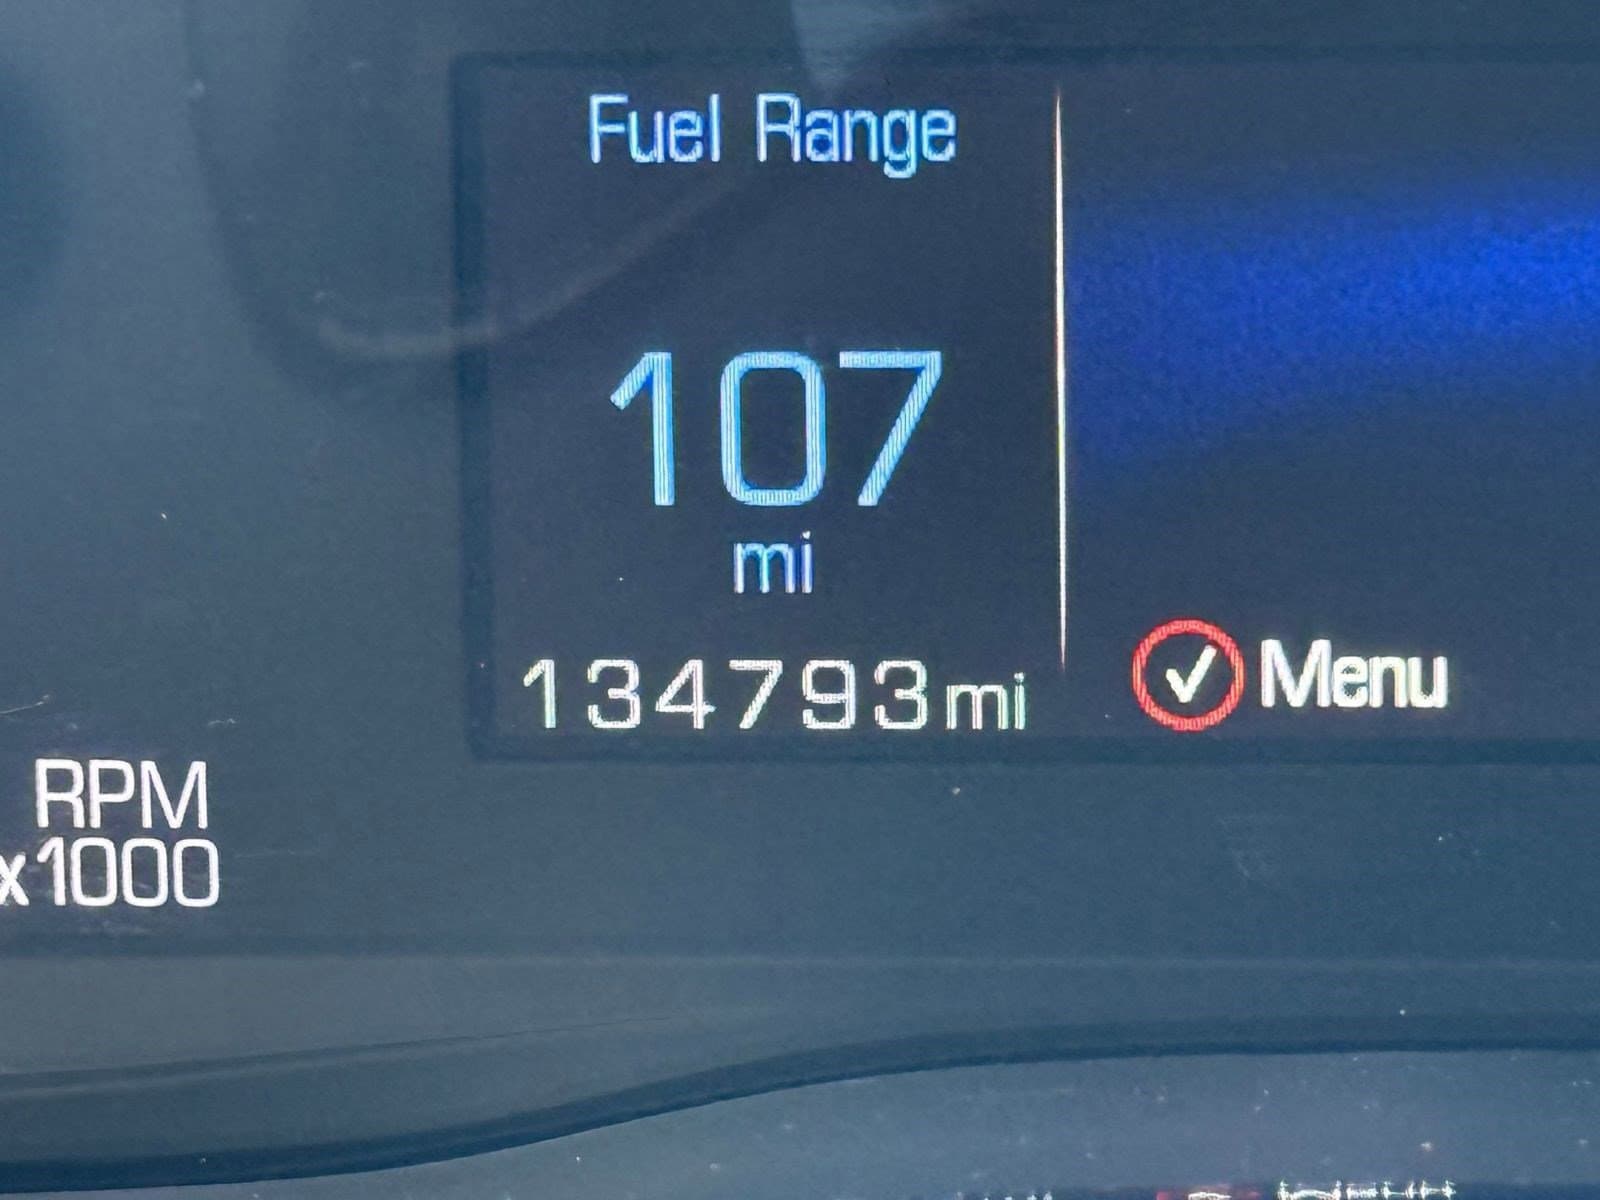 Fuel Range
107
mi
134793mi
Menu
RPM
x1000